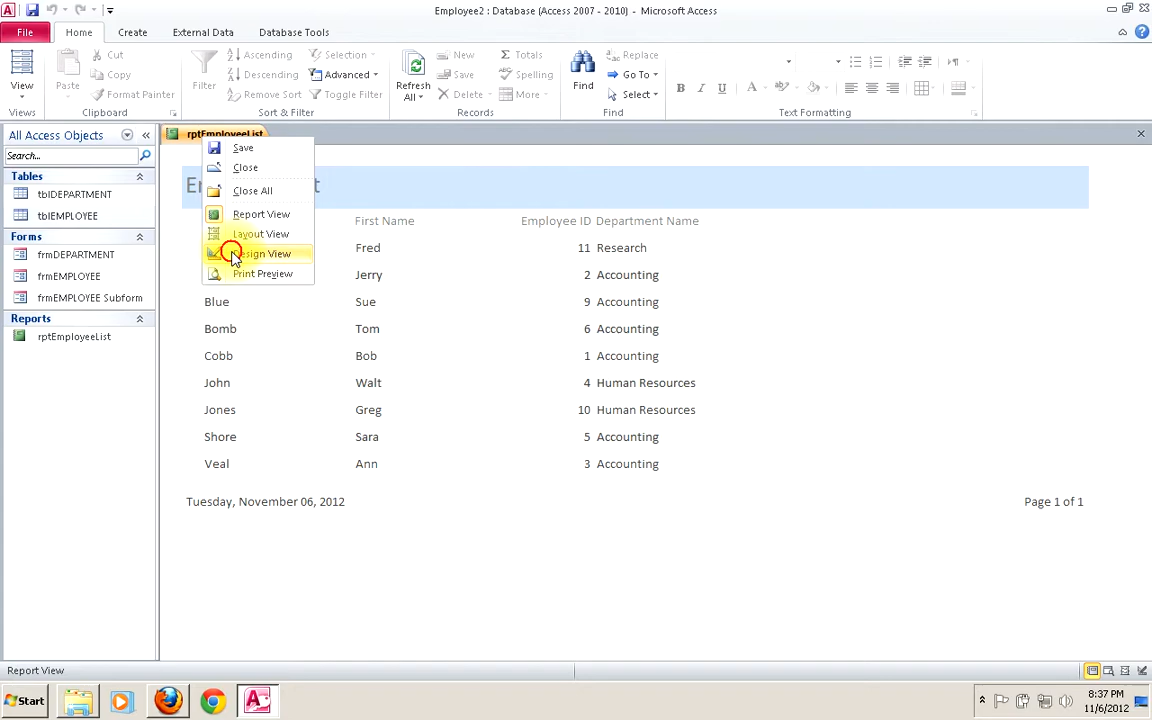 Employee2 : Database (Access 2007 - 2010) - Microsoft Access
File Home Create External Data Database Tools
View
Views
Paste
Cut
Copy
Format Painter
Clipboard
Filter
Ascending
Descending
Remove Sort
Selection
Advanced
Toggle Filter
Sort & Filter
Refresh
All
New
Save
Delete
Totals
Spelling
More
Records
Find
Replace
Go To
Select
Find
B I U
A
Text Formatting
All Access Objects
Search...
Tables
tblDEPARTMENT
tblEMPLOYEE
Forms
frmDEPARTMENT
frmEMPLOYEE
frmEMPLOYEE Subform
Reports
rptEmployeeList
rptEmployeeList
Save
Close
Close All
Report View
Layout View
Design View
Print Preview
First Name Employee ID Department Name
Fred 11 Research
Jerry 2 Accounting
Blue Sue 9 Accounting
Bomb Tom 6 Accounting
Cobb Bob 1 Accounting
John Walt 4 Human Resources
Jones Greg 10 Human Resources
Shore Sara 5 Accounting
Veal Ann 3 Accounting
Tuesday, November 06, 2012 Page 1 of 1
Report View
Start
8:37 PM
11/6/2012